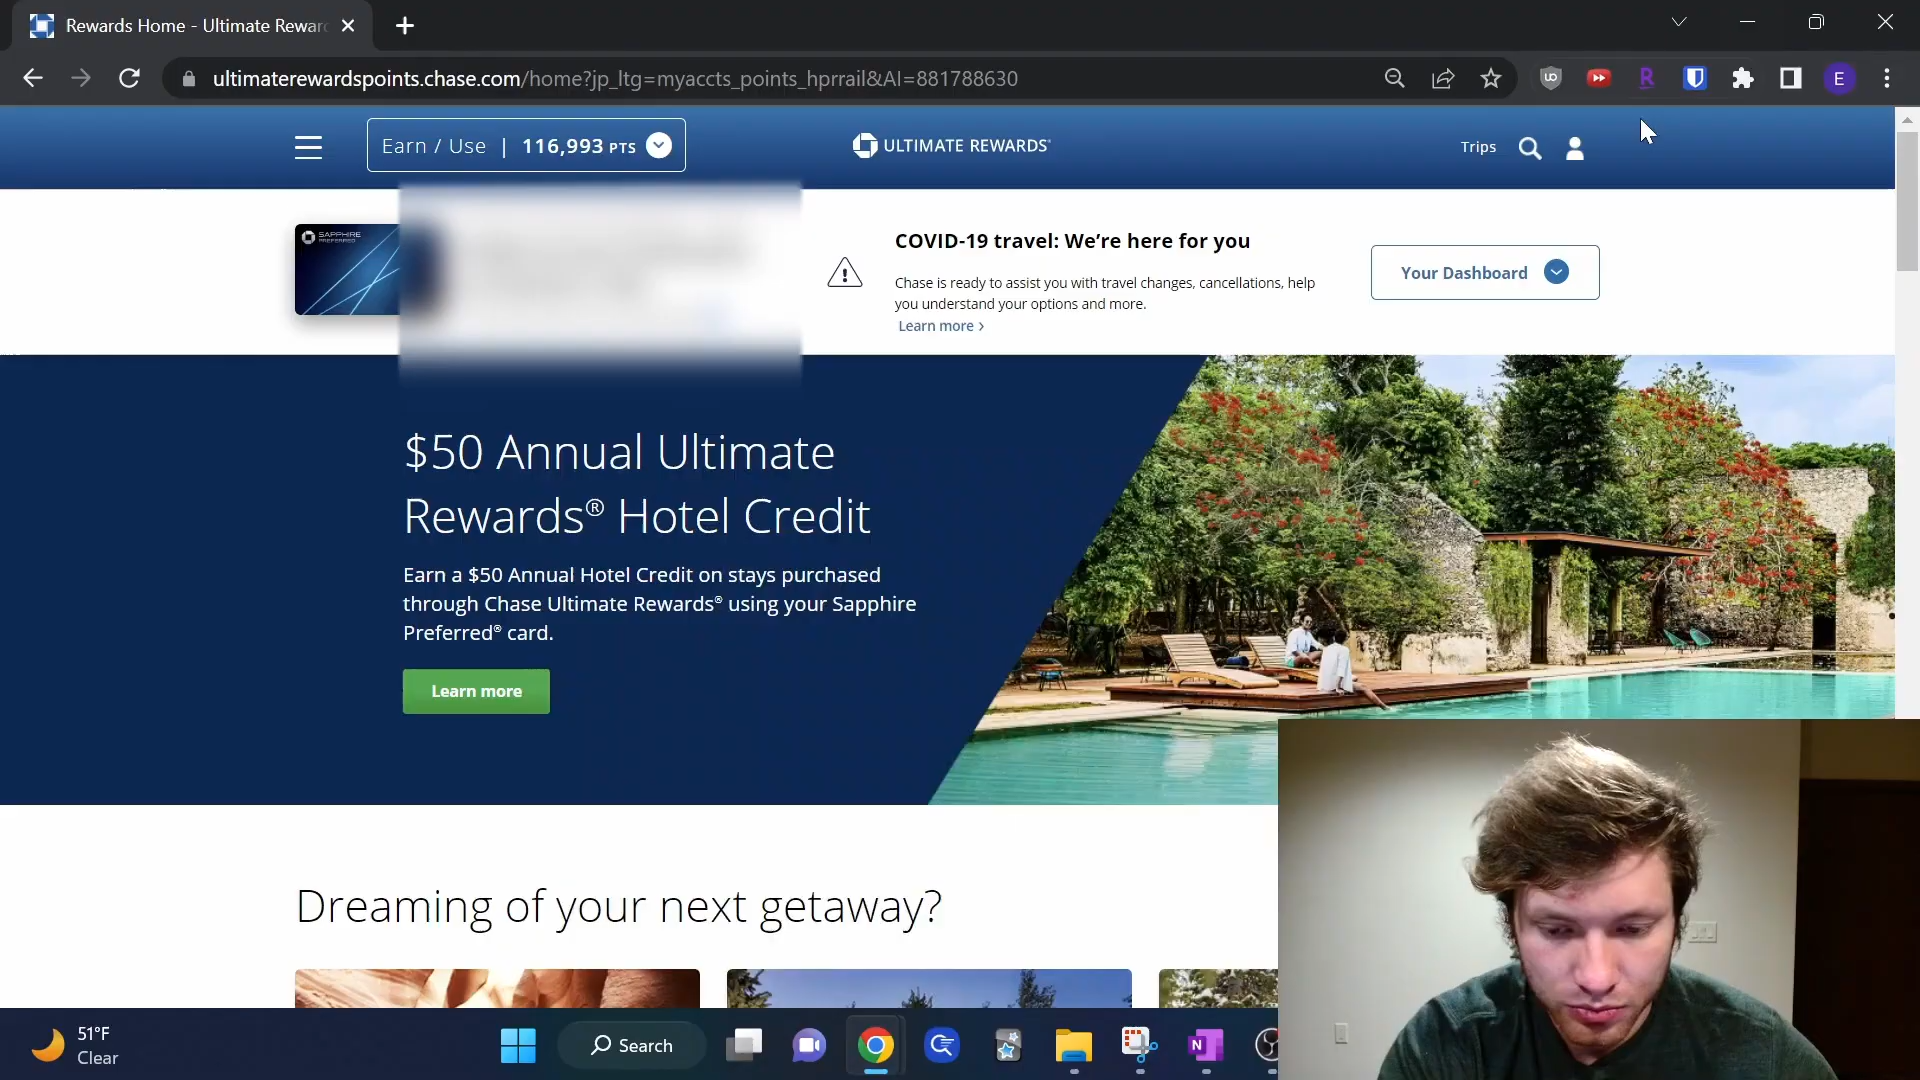 Rewards Home - Ultimate Rewar
ultimaterewardspoints.chase.com/home?jp_ltg=myaccts_points_hprrail&AI=881788630
E
Earn / Use | 116,993 PTS
ULTIMATE REWARDS®
Trips
SAPPHIRE
PREFERRED
COVID-19 travel: We're here for you
Chase is ready to assist you with travel changes, cancellations, help
you understand your options and more.
Learn more ›
Your Dashboard
$50 Annual Ultimate
Rewards® Hotel Credit
Earn a $50 Annual Hotel Credit on stays purchased
through Chase Ultimate Rewards® using your Sapphire
Preferred® card.
Learn more
Dreaming of your next getaway?
51°F
Clear
Search
N